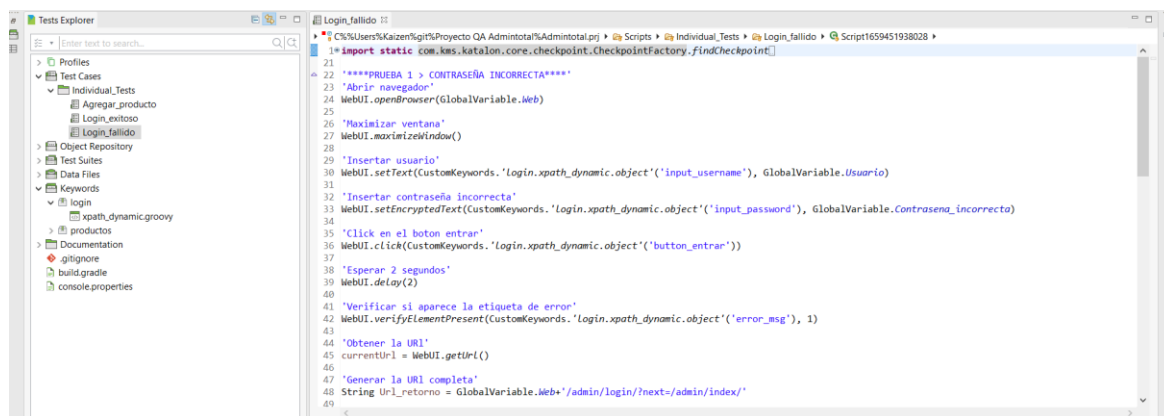 Tests Explorer
Enter text to search...
Profiles
Test Cases
Individual_Tests
Agregar_producto
Login_exitoso
Login_fallido
Object Repository
Test Suites
Data Files
Keywords
login
xpath_dynamic.groovy
productos
Documentation
.gitignore
build.gradle
console.properties
Login_fallido
C%%Users%Kaizen%git%Proyecto QA Admintotal%Admintotal.prj Scripts Individual_Tests Login_fallido Script1659451938028
1 import static com.kms.katalon.core.checkpoint.CheckpointFactory.findCheckpoint
21
22 '****PRUEBA 1 > CONTRASEÑA INCORRECTA****'
23 'Abrir navegador'
24 WebUI.openBrowser(GlobalVariable.Web)
25
26 'Maximizar ventana'
27 WebUI.maximizeWindow()
28
29 'Insertar usuario'
30 WebUI.setText(CustomKeywords.'login.xpath_dynamic.object'('input_username'), GlobalVariable.Usuario)
31
32 'Insertar contraseña incorrecta'
33 WebUI.setEncryptedText(CustomKeywords.'login.xpath_dynamic.object'('input_password'), GlobalVariable.Contrasena_incorrecta)
34
35 'Click en el boton entrar'
36 WebUI.click(CustomKeywords.'login.xpath_dynamic.object'('button_entrar'))
37
38 'Esperar 2 segundos'
39 WebUI.delay(2)
40
41 'Verificar si aparece la etiqueta de error'
42 WebUI.verifyElementPresent(CustomKeywords.'login.xpath_dynamic.object'('error_msg'), 1)
43
44 'Obtener la URl'
45 currentUrl = WebUI.getUrl()
46
47 'Generar la URl completa'
48 String Url_retorno = GlobalVariable.Web+'/admin/login/?next=/admin/index/'
49